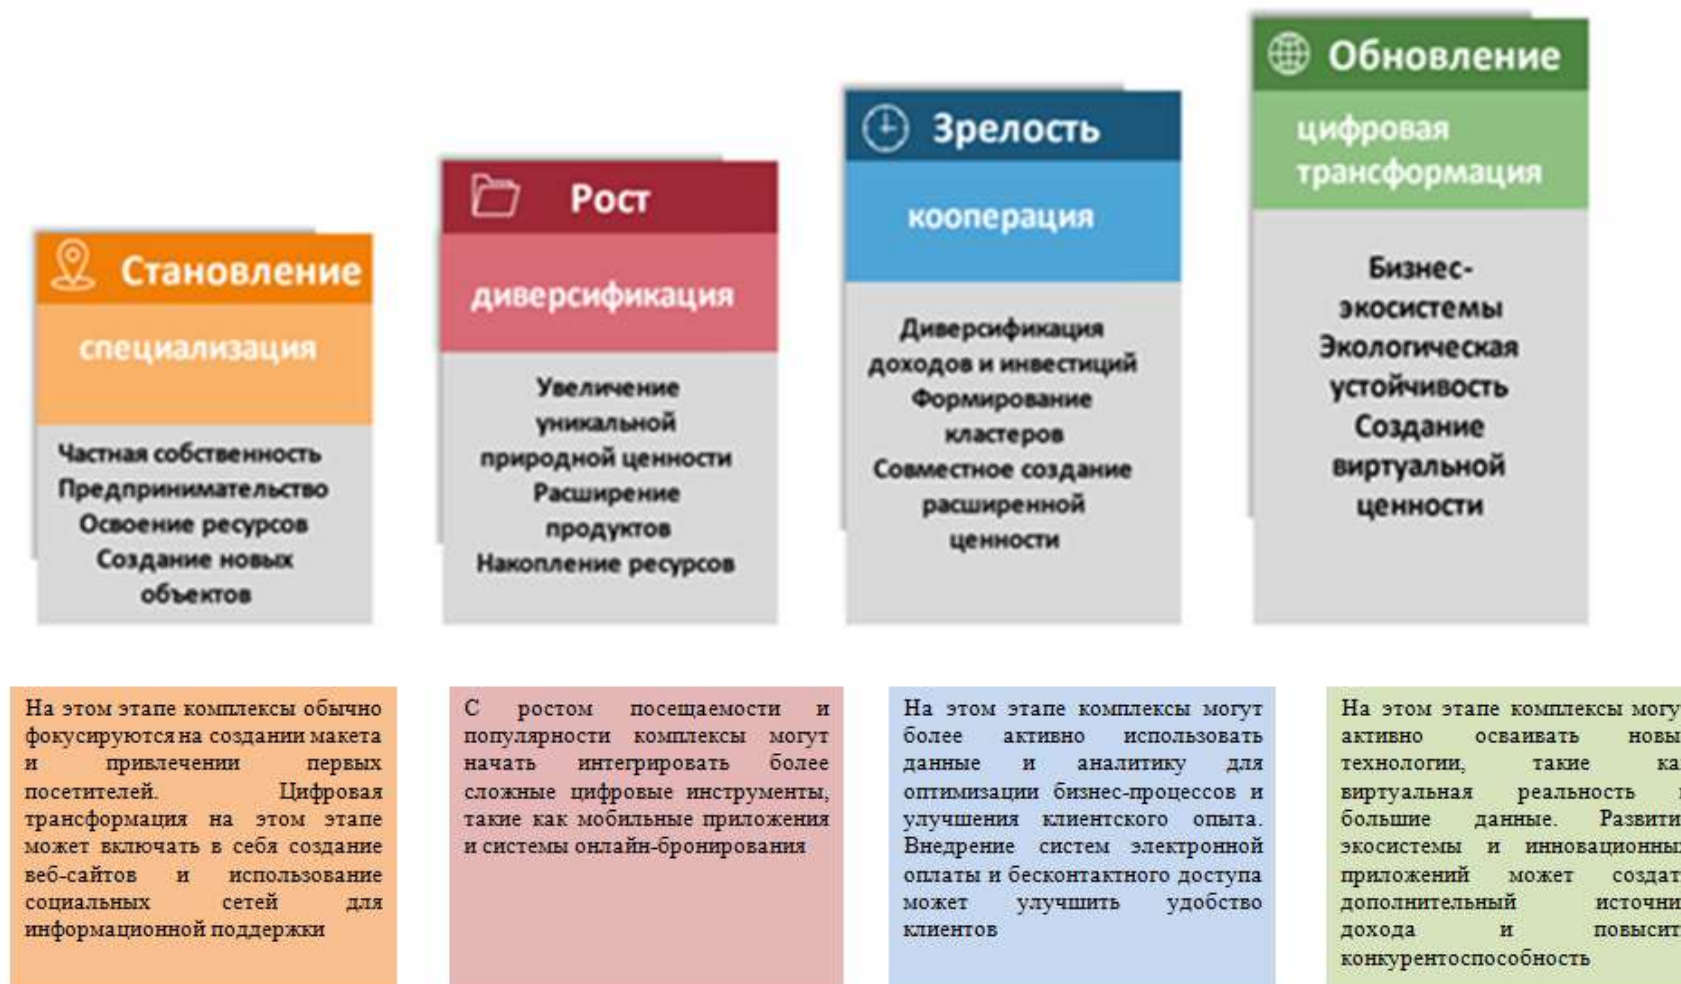 Становление
специализация
Частная собственность
Предпринимательство
Освоение ресурсов
Создание новых
объектов
Рост
диверсификация
Увеличение
уникальной
природной ценности
Расширение
продуктов
Накопление ресурсов
Зрелость
кооперация
Диверсификация
доходов и инвестиций
Формирование
кластеров
Совместное создание
расширенной
ценности
Обновление
цифровая
трансформация
Бизнес-
экосистемы
Экологическая
устойчивость
Создание
виртуальной
ценности
На этом этапе комплексы обычно
фокусируются на создании макета
и привлечении первых
посетителей. Цифровая
трансформация на этом этапе
может включать в себя создание
веб-сайтов и использование
социальных сетей для
информационной поддержки
С ростом посещаемости и
популярности комплексы могут
начать интегрировать более
сложные цифровые инструменты,
такие как мобильные приложения
и системы онлайн-бронирования
На этом этапе комплексы могут
более активно использовать
данные и аналитику для
оптимизации бизнес-процессов и
улучшения клиентского опыта.
Внедрение систем электронной
оплаты и бесконтактного доступа
может улучшить удобство
клиентов
На этом этапе комплексы могу
активно осваивать новы
технологии, такие ка
виртуальная реальность
большие данные. Развити
экосистемы и инновационны
приложений может создат
дополнительный источни
дохода и повысит
конкурентоспособность